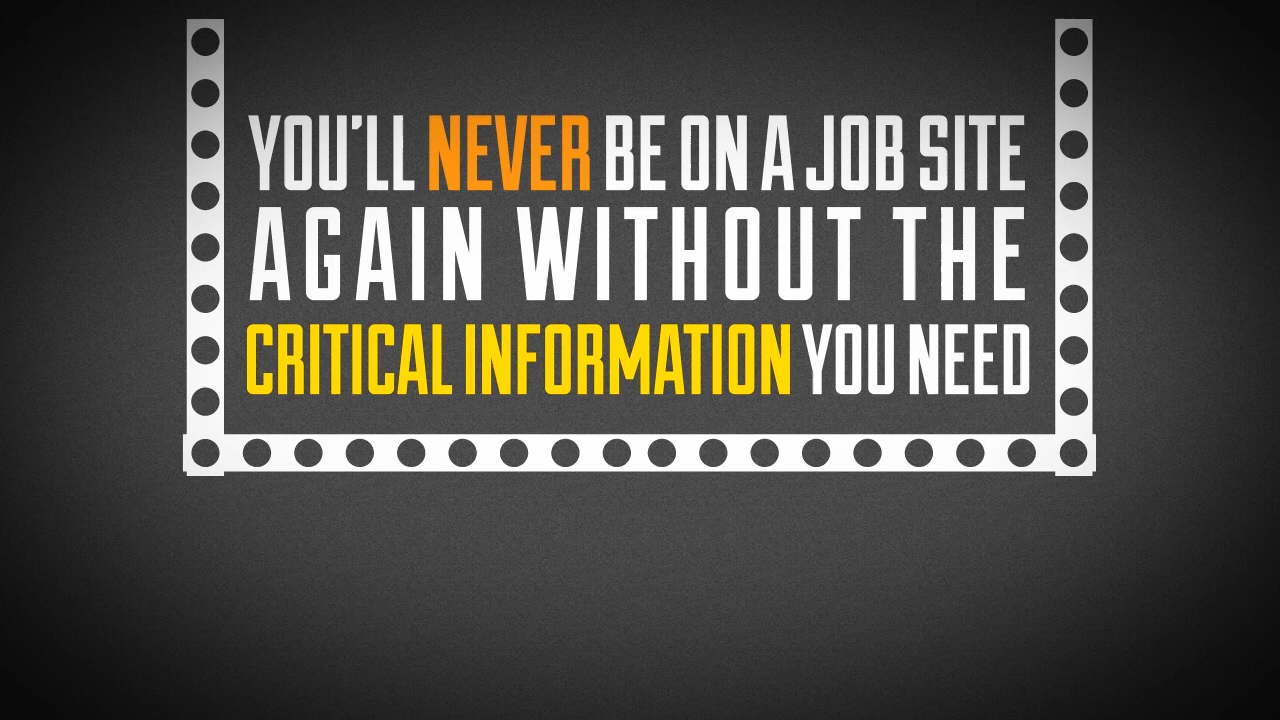 YOU'LL NEVER BE ON A JOB SITE
AGAIN WITHOUT THE
CRITICAL INFORMATION YOU NEED